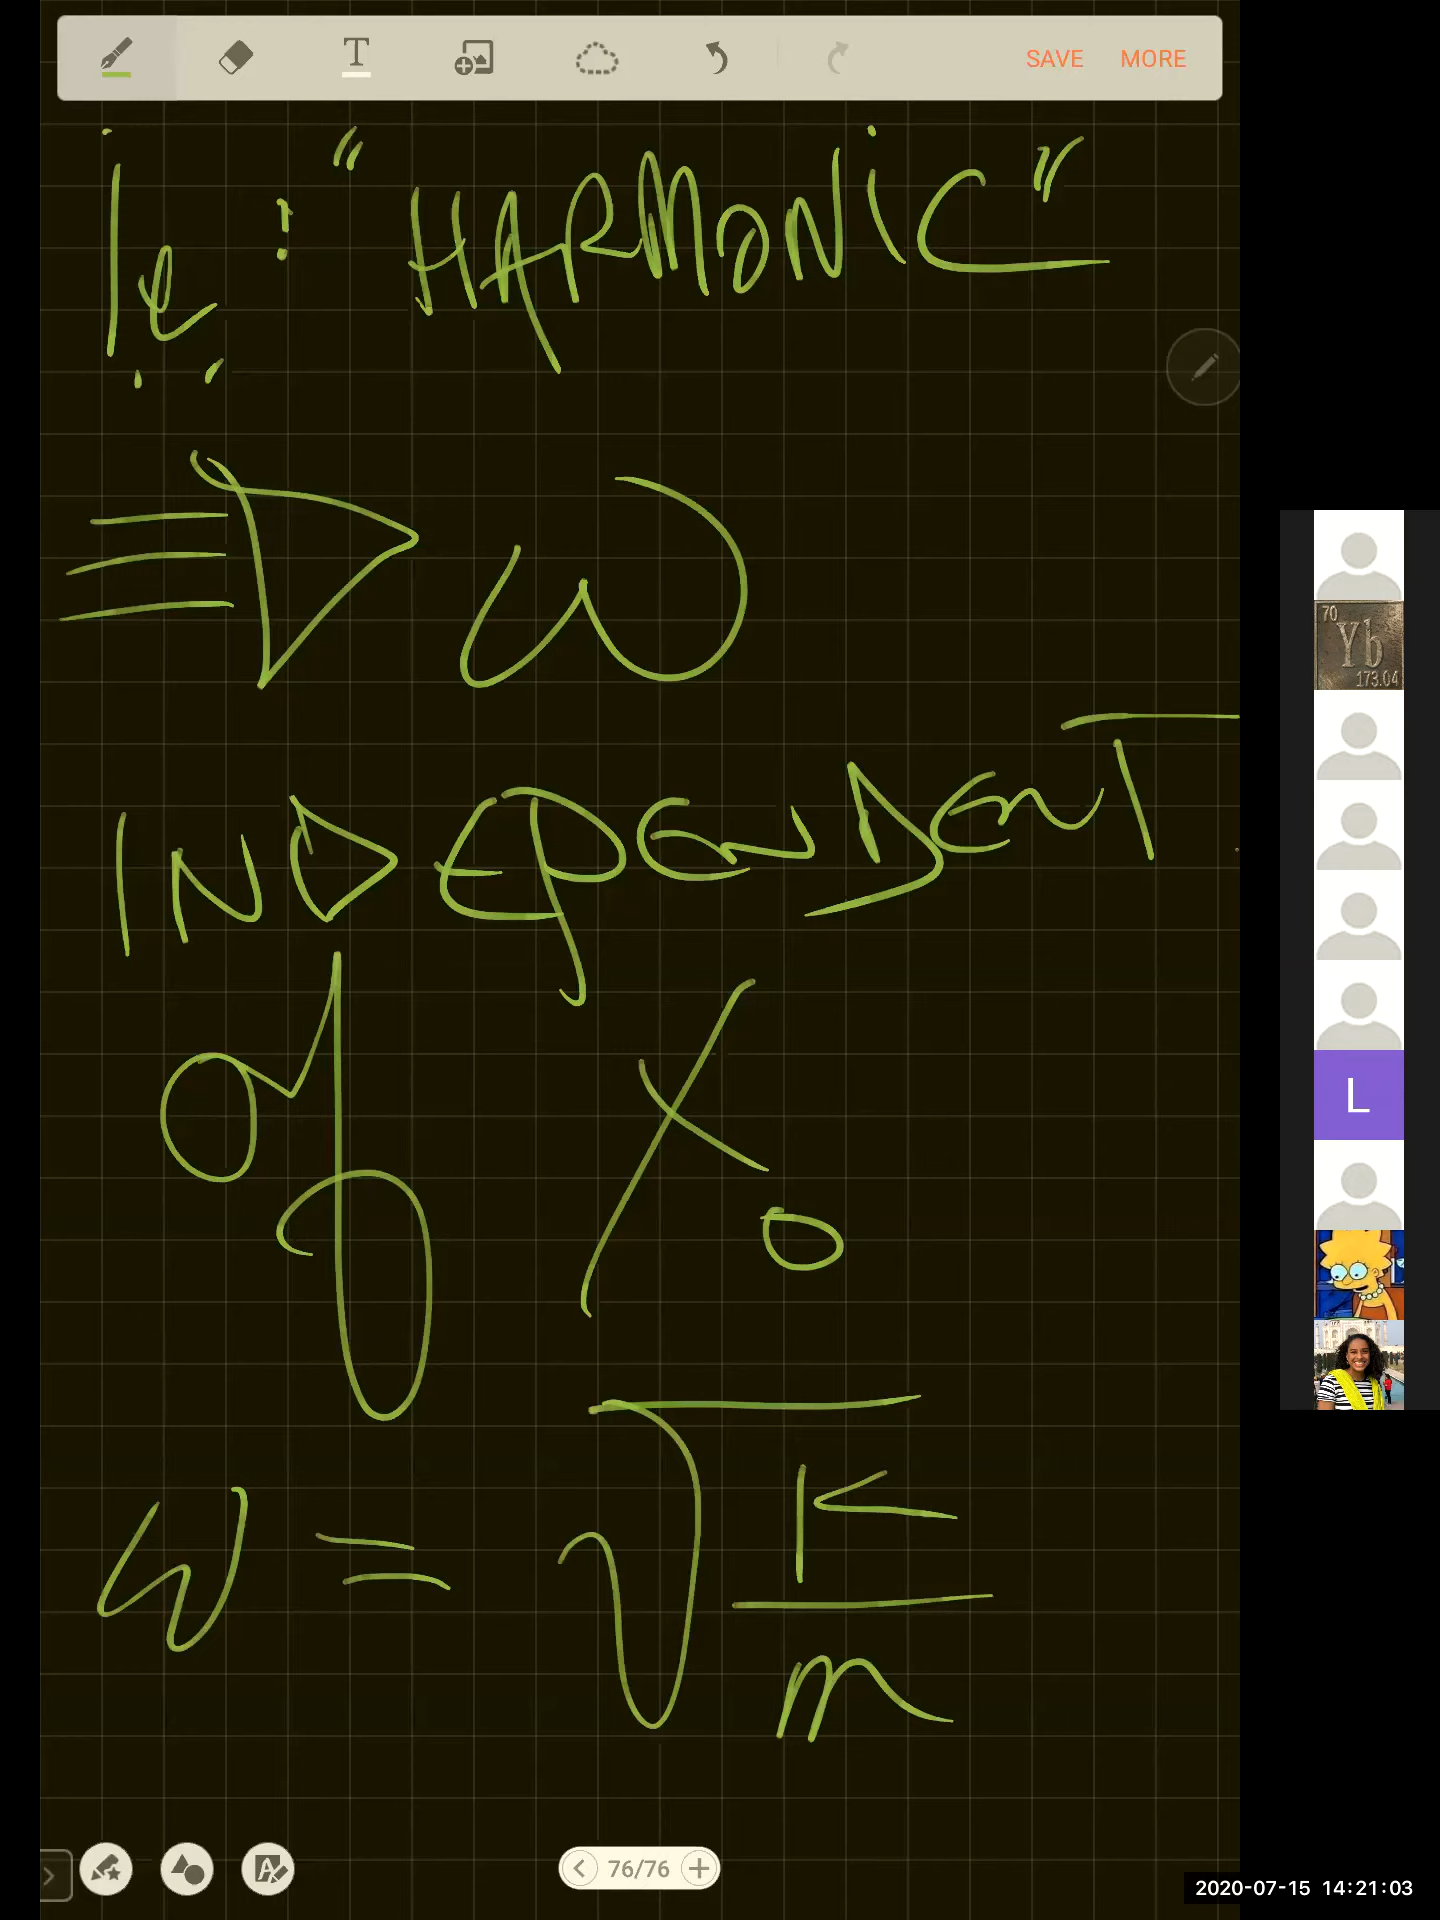 T
SAVE MORE
ie : "HARMONIC"
⇒ ω
INDEPENDENT
of X₀
70
Yb
173.04
L
ω = √(K/m)
A
76/76
2020-07-15 14:21:03